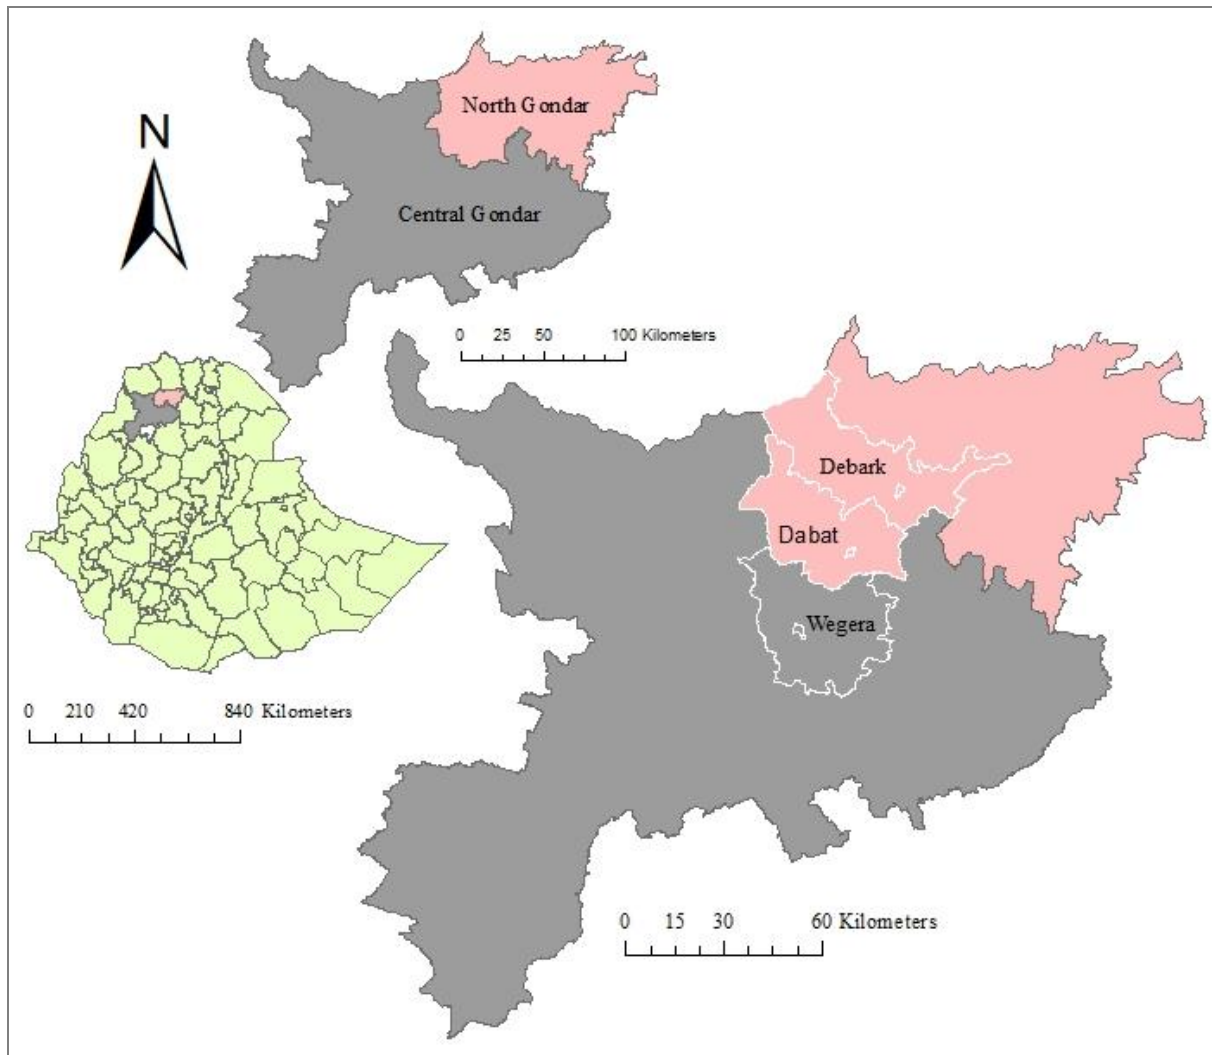 N
North Gondar
Central Gondar
0 25 50 100 Kilometers
0 210 420 840 Kilometers
Debark
Dabat
Wegera
0 15 30 60 Kilometers